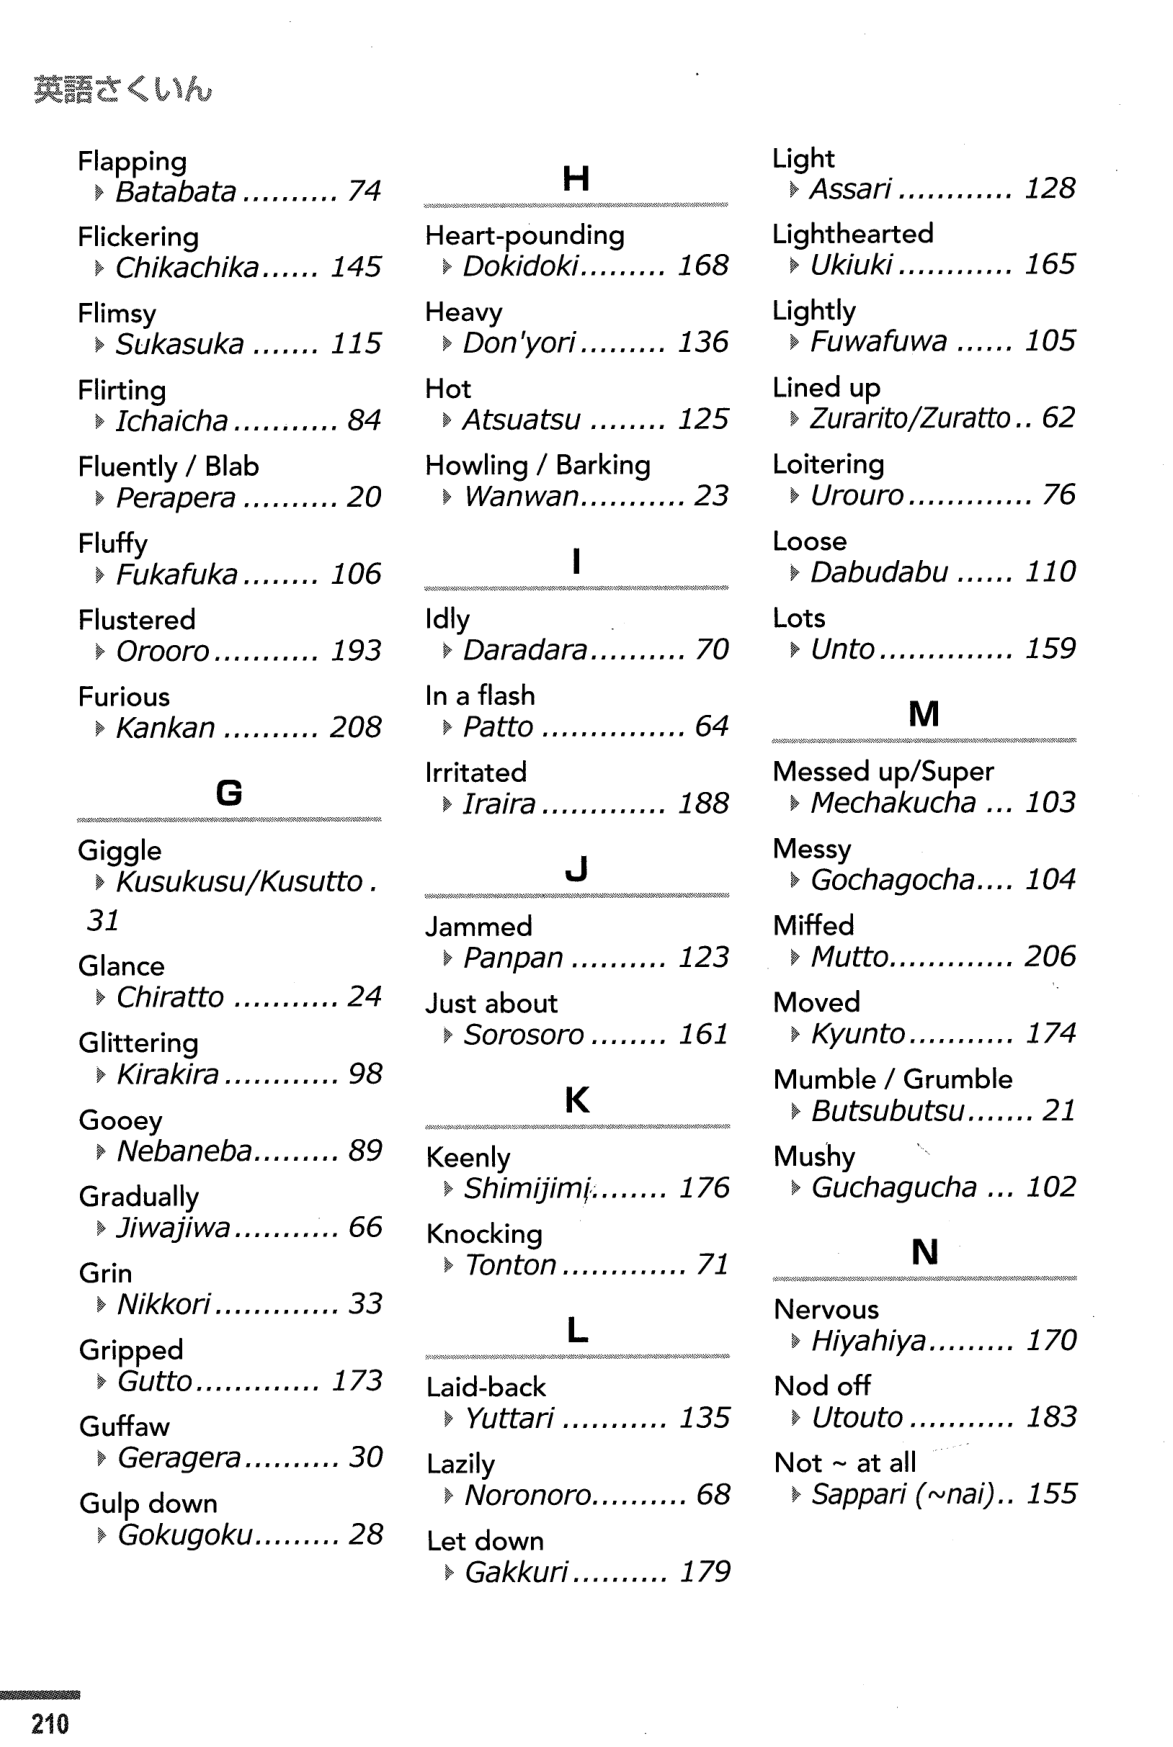 英語さくいん
Flapping
Batabata .......... 74
Flickering
Chikachika...... 145
Flimsy
Sukasuka ....... 115
Flirting
Ichaicha ........... 84
Fluently / Blab
Perapera .......... 20
Fluffy
Fukafuka ........ 106
Flustered
Orooro ........... 193
Furious
Kankan .......... 208
G
Giggle
Kusukusu/Kusutto .
31
Glance
Chiratto ........... 24
Glittering
Kirakira ............ 98
Gooey
Nebaneba......... 89
Gradually
Jiwajiwa ........... 66
Grin
Nikkori ............. 33
Gripped
Gutto ............. 173
Guffaw
Geragera .......... 30
Gulp down
Gokugoku......... 28
H
Heart-pounding
Dokidoki......... 168
Heavy
Don'yori ......... 136
Hot
Atsuatsu ........ 125
Howling / Barking
Wanwan........... 23
I
Idly
Daradara.......... 70
In a flash
Patto ............... 64
Irritated
Iraira ............. 188
J
Jammed
Panpan .......... 123
Just about
Sorosoro ........ 161
K
Keenly
Shimijimi........ 176
Knocking
Tonton ............. 71
L
Laid-back
Yuttari ........... 135
Lazily
Noronoro.......... 68
Let down
Gakkuri .......... 179
Light
Assari ............ 128
Lighthearted
Ukiuki ............ 165
Lightly
Fuwafuwa ...... 105
Lined up
Zurarito/Zuratto .. 62
Loitering
Urouro ............. 76
Loose
Dabudabu ...... 110
Lots
Unto .............. 159
M
Messed up/Super
Mechakucha ... 103
Messy
Gochagocha.... 104
Miffed
Mutto............. 206
Moved
Kyunto ........... 174
Mumble / Grumble
Butsubutsu....... 21
Mushy
Guchagucha ... 102
N
Nervous
Hiyahiya......... 170
Nod off
Utouto ........... 183
Not ~ at all
Sappari (~nai).. 155
210